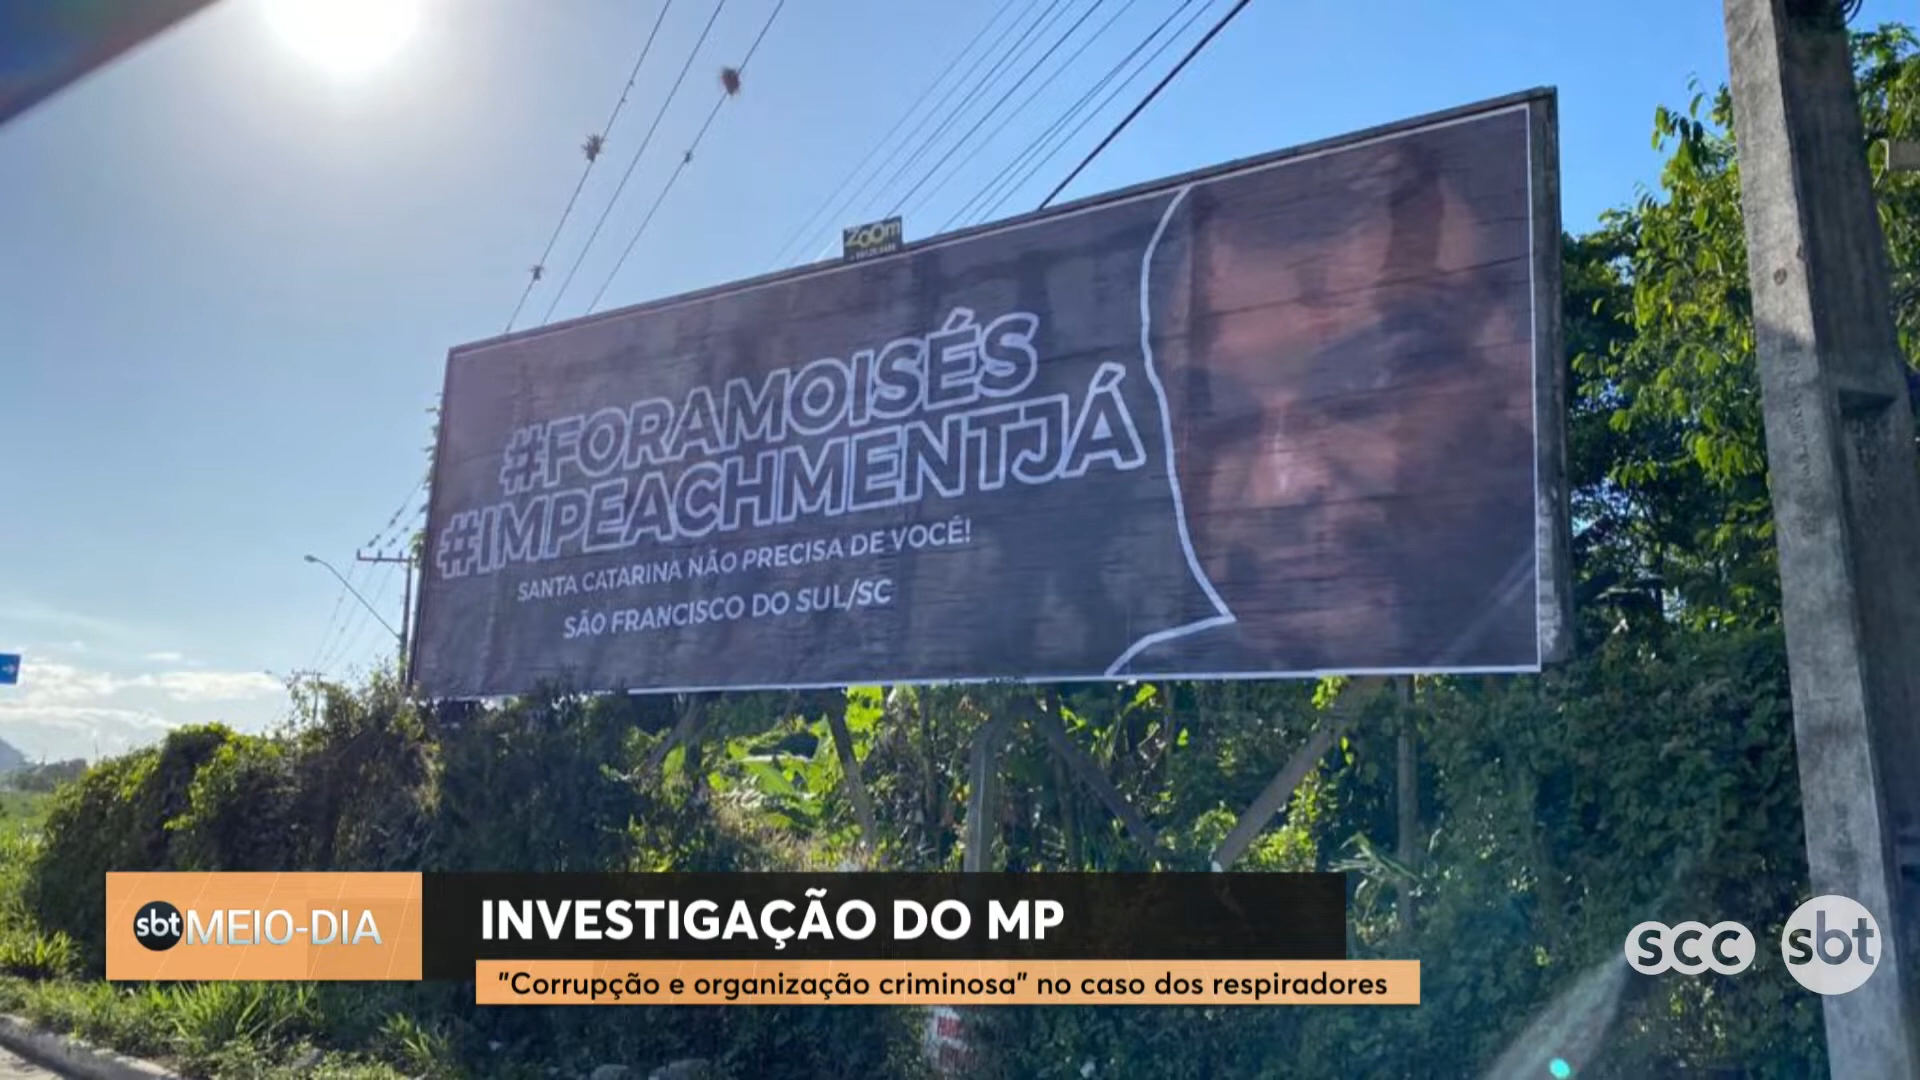 zoom
#FORAMOISÉS
#IMPEACHMENTJÁ
SANTA CATARINA NÃO PRECISA DE VOCÊ!
SÃO FRANCISCO DO SUL/SC
sbt MEIO-DIA
INVESTIGAÇÃO DO MP
"Corrupção e organização criminosa" no caso dos respiradores
scc sbt